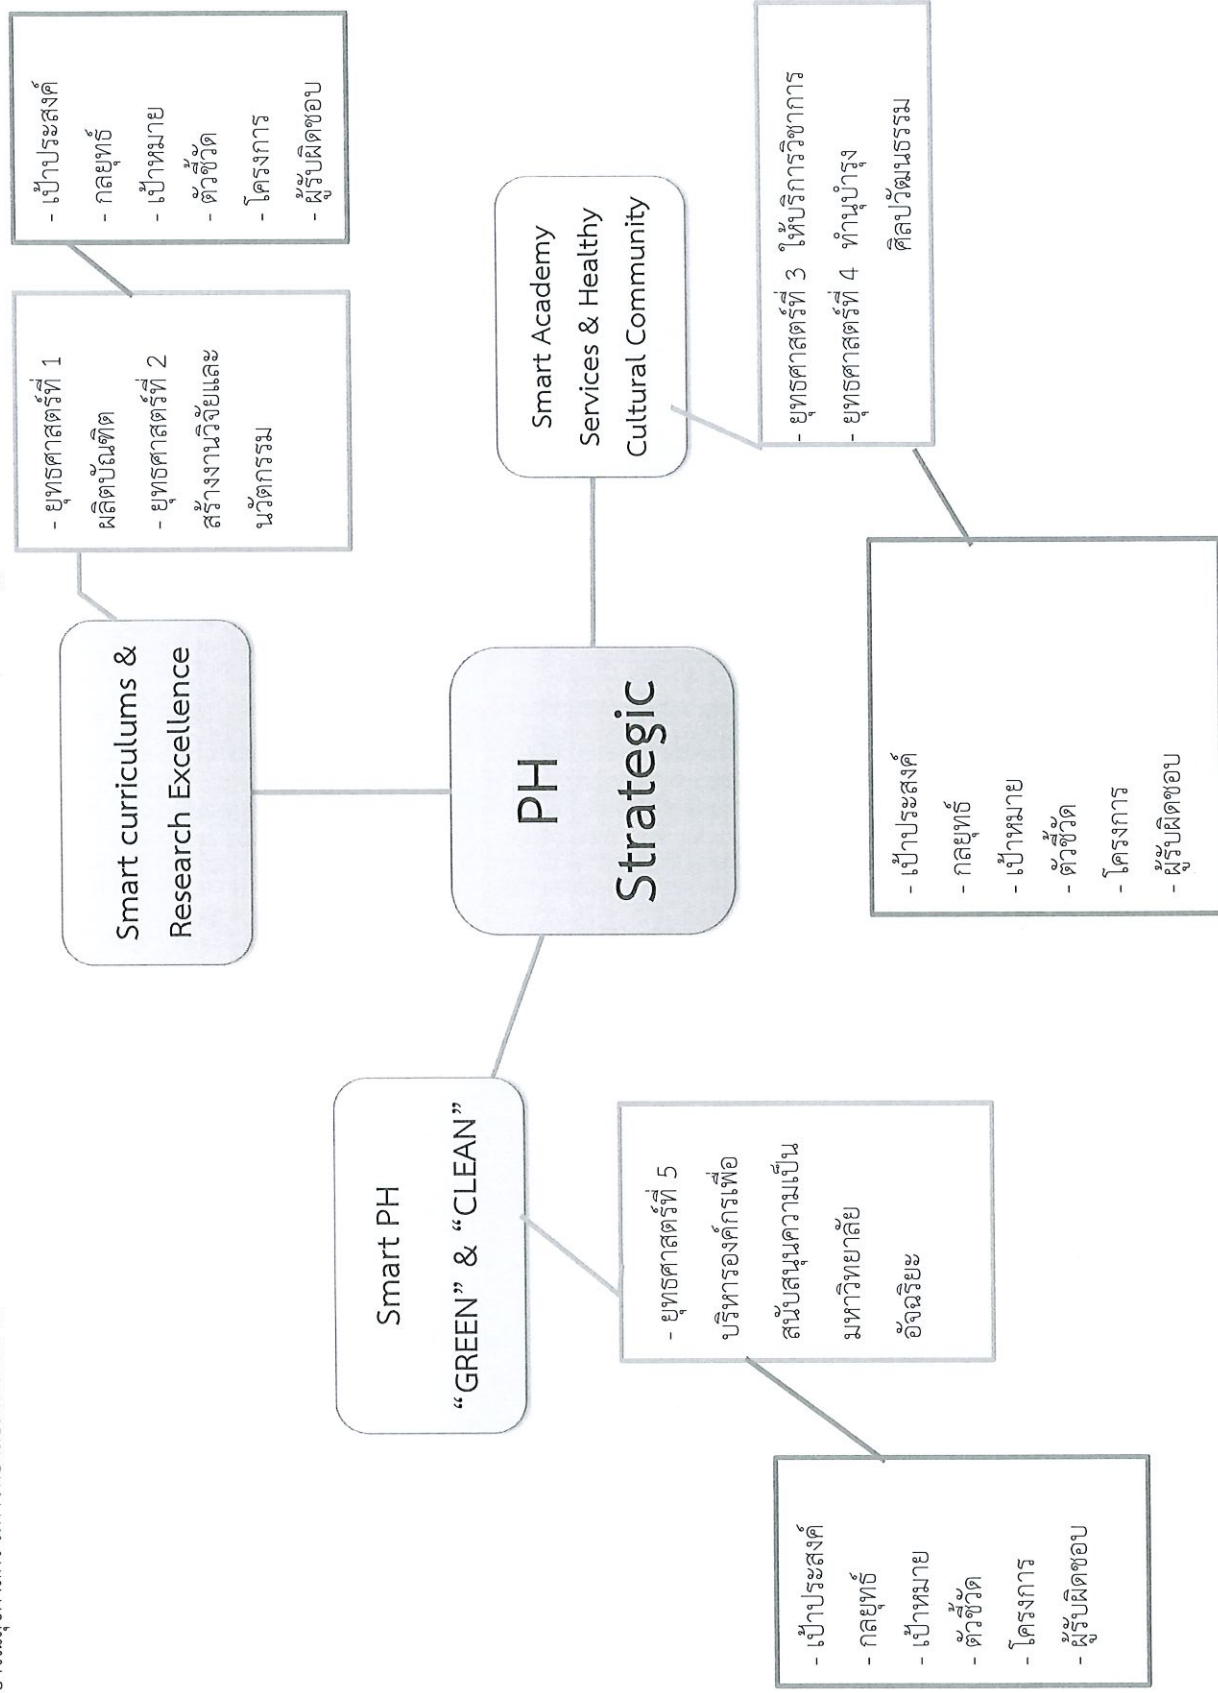 PH
Strategic
Smart curriculums &
Research Excellence
- ยุทธศาสตร์ที่ 1
ผลิตบัณฑิต
- ยุทธศาสตร์ที่ 2
สร้างงานวิจัยและ
นวัตกรรม
- เป้าประสงค์
- กลยุทธ์
- เป้าหมาย
- ตัวชี้วัด
- โครงการ
- ผู้รับผิดชอบ
Smart Academy
Services & Healthy
Cultural Community
- ยุทธศาสตร์ที่ 3 ให้บริการวิชาการ
- ยุทธศาสตร์ที่ 4 ทำนุบำรุง
ศิลปวัฒนธรรม
- เป้าประสงค์
- กลยุทธ์
- เป้าหมาย
- ตัวชี้วัด
- โครงการ
- ผู้รับผิดชอบ
Smart PH
“GREEN” & “CLEAN”
- ยุทธศาสตร์ที่ 5
บริหารองค์กรเพื่อ
สนับสนุนความเป็น
มหาวิทยาลัย
อัจฉริยะ
- เป้าประสงค์
- กลยุทธ์
- เป้าหมาย
- ตัวชี้วัด
- โครงการ
- ผู้รับผิดชอบ